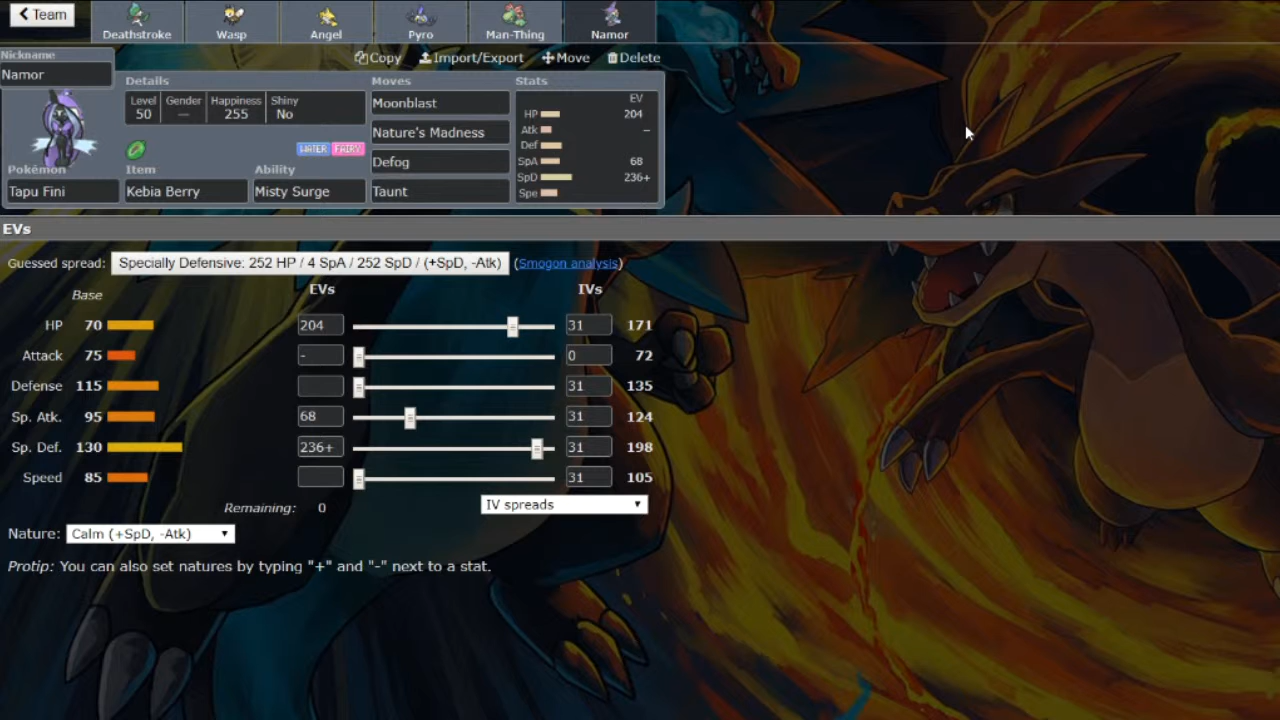 Team
Deathstroke Wasp Angel Pyro Man-Thing Namor
Nickname
Namor
Copy Import/Export Move Delete
Details Moves Stats
Level Gender Happiness Shiny
50 — 255 No
Moonblast
Nature's Madness
Defog
Taunt
EV
HP 204
Atk –
Def
SpA 68
SpD 236+
Spe
WATER FAIRY
Pokémon Item Ability
Tapu Fini Kebia Berry Misty Surge
EVs
Guessed spread: Specially Defensive: 252 HP / 4 SpA / 252 SpD / (+SpD, -Atk) (Smogon analysis)
Base EVs IVs
HP 70 204 31 171
Attack 75 - 0 72
Defense 115 31 135
Sp. Atk. 95 68 31 124
Sp. Def. 130 236+ 31 198
Speed 85 31 105
Remaining: 0 IV spreads
Nature: Calm (+SpD, -Atk)
Protip: You can also set natures by typing "+" and "-" next to a stat.